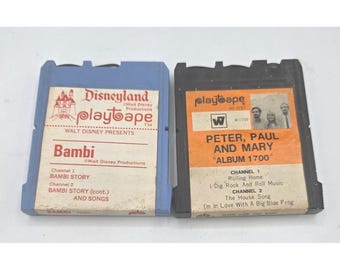 Disneyland
©Walt Disney Productions
playtape
TM
WALT DISNEY PRESENTS
Bambi
©Walt Disney Productions
Channel 1
BAMBI STORY
Channel 2
BAMBI STORY (cont.)
AND SONGS
playtape
W
PETER, PAUL
AND MARY
"ALBUM 1700"
CHANNEL 1
Rolling Home
I Dig Rock And Roll Music
CHANNEL 2
The House Song
I'm In Love With A Big Blue Frog